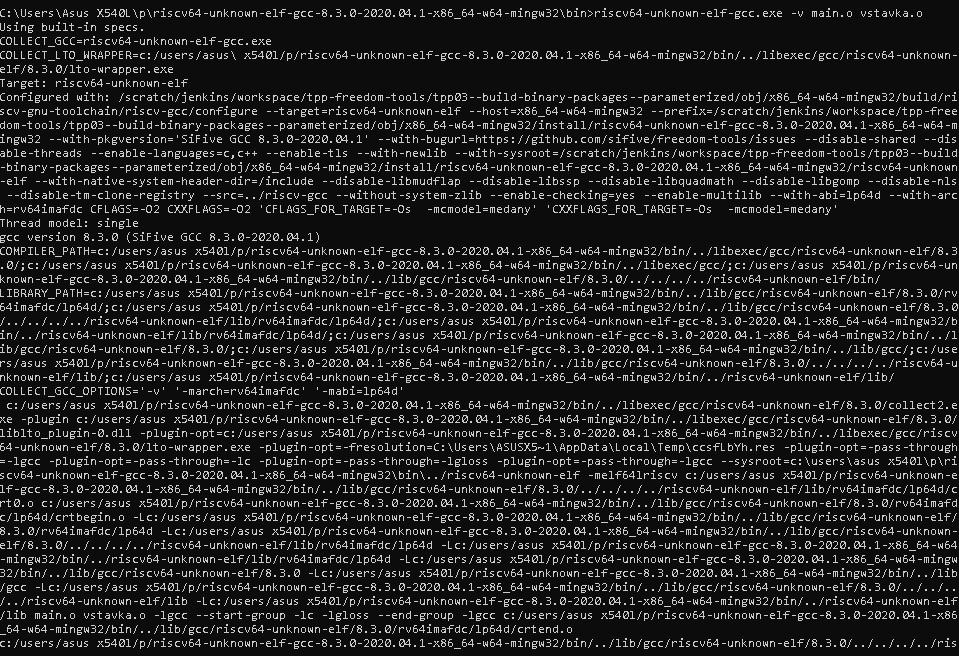 C:\Users\Asus X540L\p\riscv64-unknown-elf-gcc-8.3.0-2020.04.1-x86_64-w64-mingw32\bin>riscv64-unknown-elf-gcc.exe -v main.o vstavka.o
Using built-in specs.
COLLECT_GCC=riscv64-unknown-elf-gcc.exe
COLLECT_LTO_WRAPPER=c:/users/asus\ x540l/p/riscv64-unknown-elf-gcc-8.3.0-2020.04.1-x86_64-w64-mingw32/bin/../libexec/gcc/riscv64-unknown-
elf/8.3.0/lto-wrapper.exe
Target: riscv64-unknown-elf
Configured with: /scratch/jenkins/workspace/tpp-freedom-tools/tpp03--build-binary-packages--parameterized/obj/x86_64-w64-mingw32/build/ri
scv-gnu-toolchain/riscv-gcc/configure --target=riscv64-unknown-elf --host=x86_64-w64-mingw32 --prefix=/scratch/jenkins/workspace/tpp-free
dom-tools/tpp03--build-binary-packages--parameterized/obj/x86_64-w64-mingw32/install/riscv64-unknown-elf-gcc-8.3.0-2020.04.1-x86_64-w64-m
ingw32 --with-pkgversion='SiFive GCC 8.3.0-2020.04.1' --with-bugurl=https://github.com/sifive/freedom-tools/issues --disable-shared --dis
able-threads --enable-languages=c,c++ --enable-tls --with-newlib --with-sysroot=/scratch/jenkins/workspace/tpp-freedom-tools/tpp03--build
-binary-packages--parameterized/obj/x86_64-w64-mingw32/install/riscv64-unknown-elf-gcc-8.3.0-2020.04.1-x86_64-w64-mingw32/riscv64-unknown
-elf --with-native-system-header-dir=/include --disable-libmudflap --disable-libssp --disable-libquadmath --disable-libgomp --disable-nls
 --disable-tm-clone-registry --src=../riscv-gcc --without-system-zlib --enable-checking=yes --enable-multilib --with-abi=lp64d --with-arc
h=rv64imafdc CFLAGS=-O2 CXXFLAGS=-O2 'CFLAGS_FOR_TARGET=-Os  -mcmodel=medany' 'CXXFLAGS_FOR_TARGET=-Os  -mcmodel=medany'
Thread model: single
gcc version 8.3.0 (SiFive GCC 8.3.0-2020.04.1)
COMPILER_PATH=c:/users/asus x540l/p/riscv64-unknown-elf-gcc-8.3.0-2020.04.1-x86_64-w64-mingw32/bin/../libexec/gcc/riscv64-unknown-elf/8.3
.0/;c:/users/asus x540l/p/riscv64-unknown-elf-gcc-8.3.0-2020.04.1-x86_64-w64-mingw32/bin/../libexec/gcc/;c:/users/asus x540l/p/riscv64-un
known-elf-gcc-8.3.0-2020.04.1-x86_64-w64-mingw32/bin/../lib/gcc/riscv64-unknown-elf/8.3.0/../../../../riscv64-unknown-elf/bin/
LIBRARY_PATH=c:/users/asus x540l/p/riscv64-unknown-elf-gcc-8.3.0-2020.04.1-x86_64-w64-mingw32/bin/../lib/gcc/riscv64-unknown-elf/8.3.0/rv
64imafdc/lp64d/;c:/users/asus x540l/p/riscv64-unknown-elf-gcc-8.3.0-2020.04.1-x86_64-w64-mingw32/bin/../lib/gcc/riscv64-unknown-elf/8.3.0
/../../../../riscv64-unknown-elf/lib/rv64imafdc/lp64d/;c:/users/asus x540l/p/riscv64-unknown-elf-gcc-8.3.0-2020.04.1-x86_64-w64-mingw32/b
in/../riscv64-unknown-elf/lib/rv64imafdc/lp64d/;c:/users/asus x540l/p/riscv64-unknown-elf-gcc-8.3.0-2020.04.1-x86_64-w64-mingw32/bin/../l
ib/gcc/riscv64-unknown-elf/8.3.0/;c:/users/asus x540l/p/riscv64-unknown-elf-gcc-8.3.0-2020.04.1-x86_64-w64-mingw32/bin/../lib/gcc/;c:/use
rs/asus x540l/p/riscv64-unknown-elf-gcc-8.3.0-2020.04.1-x86_64-w64-mingw32/bin/../lib/gcc/riscv64-unknown-elf/8.3.0/../../../../riscv64-u
nknown-elf/lib/;c:/users/asus x540l/p/riscv64-unknown-elf-gcc-8.3.0-2020.04.1-x86_64-w64-mingw32/bin/../riscv64-unknown-elf/lib/
COLLECT_GCC_OPTIONS='-v' '-march=rv64imafdc' '-mabi=lp64d'
 c:/users/asus x540l/p/riscv64-unknown-elf-gcc-8.3.0-2020.04.1-x86_64-w64-mingw32/bin/../libexec/gcc/riscv64-unknown-elf/8.3.0/collect2.e
xe -plugin c:/users/asus x540l/p/riscv64-unknown-elf-gcc-8.3.0-2020.04.1-x86_64-w64-mingw32/bin/../libexec/gcc/riscv64-unknown-elf/8.3.0/
liblto_plugin-0.dll -plugin-opt=c:/users/asus x540l/p/riscv64-unknown-elf-gcc-8.3.0-2020.04.1-x86_64-w64-mingw32/bin/../libexec/gcc/riscv
64-unknown-elf/8.3.0/lto-wrapper.exe -plugin-opt=-fresolution=C:\Users\ASUSX5~1\AppData\Local\Temp\ccsfLbYh.res -plugin-opt=-pass-through
=-lgcc -plugin-opt=-pass-through=-lc -plugin-opt=-pass-through=-lgloss -plugin-opt=-pass-through=-lgcc --sysroot=c:\users\asus x540l\p\ri
scv64-unknown-elf-gcc-8.3.0-2020.04.1-x86_64-w64-mingw32\bin\../riscv64-unknown-elf -melf64lriscv c:/users/asus x540l/p/riscv64-unknown-e
lf-gcc-8.3.0-2020.04.1-x86_64-w64-mingw32/bin/../lib/gcc/riscv64-unknown-elf/8.3.0/../../../../riscv64-unknown-elf/lib/rv64imafdc/lp64d/c
rt0.o c:/users/asus x540l/p/riscv64-unknown-elf-gcc-8.3.0-2020.04.1-x86_64-w64-mingw32/bin/../lib/gcc/riscv64-unknown-elf/8.3.0/rv64imafd
c/lp64d/crtbegin.o -Lc:/users/asus x540l/p/riscv64-unknown-elf-gcc-8.3.0-2020.04.1-x86_64-w64-mingw32/bin/../lib/gcc/riscv64-unknown-elf/
8.3.0/rv64imafdc/lp64d -Lc:/users/asus x540l/p/riscv64-unknown-elf-gcc-8.3.0-2020.04.1-x86_64-w64-mingw32/bin/../lib/gcc/riscv64-unknown-
elf/8.3.0/../../../../riscv64-unknown-elf/lib/rv64imafdc/lp64d -Lc:/users/asus x540l/p/riscv64-unknown-elf-gcc-8.3.0-2020.04.1-x86_64-w64
-mingw32/bin/../riscv64-unknown-elf/lib/rv64imafdc/lp64d -Lc:/users/asus x540l/p/riscv64-unknown-elf-gcc-8.3.0-2020.04.1-x86_64-w64-mingw
32/bin/../lib/gcc/riscv64-unknown-elf/8.3.0 -Lc:/users/asus x540l/p/riscv64-unknown-elf-gcc-8.3.0-2020.04.1-x86_64-w64-mingw32/bin/../lib
/gcc -Lc:/users/asus x540l/p/riscv64-unknown-elf-gcc-8.3.0-2020.04.1-x86_64-w64-mingw32/bin/../lib/gcc/riscv64-unknown-elf/8.3.0/../../..
/../riscv64-unknown-elf/lib -Lc:/users/asus x540l/p/riscv64-unknown-elf-gcc-8.3.0-2020.04.1-x86_64-w64-mingw32/bin/../riscv64-unknown-elf
/lib main.o vstavka.o -lgcc --start-group -lc -lgloss --end-group -lgcc c:/users/asus x540l/p/riscv64-unknown-elf-gcc-8.3.0-2020.04.1-x86
_64-w64-mingw32/bin/../lib/gcc/riscv64-unknown-elf/8.3.0/rv64imafdc/lp64d/crtend.o
c:/users/asus x540l/p/riscv64-unknown-elf-gcc-8.3.0-2020.04.1-x86_64-w64-mingw32/bin/../lib/gcc/riscv64-unknown-elf/8.3.0/../../../../ris